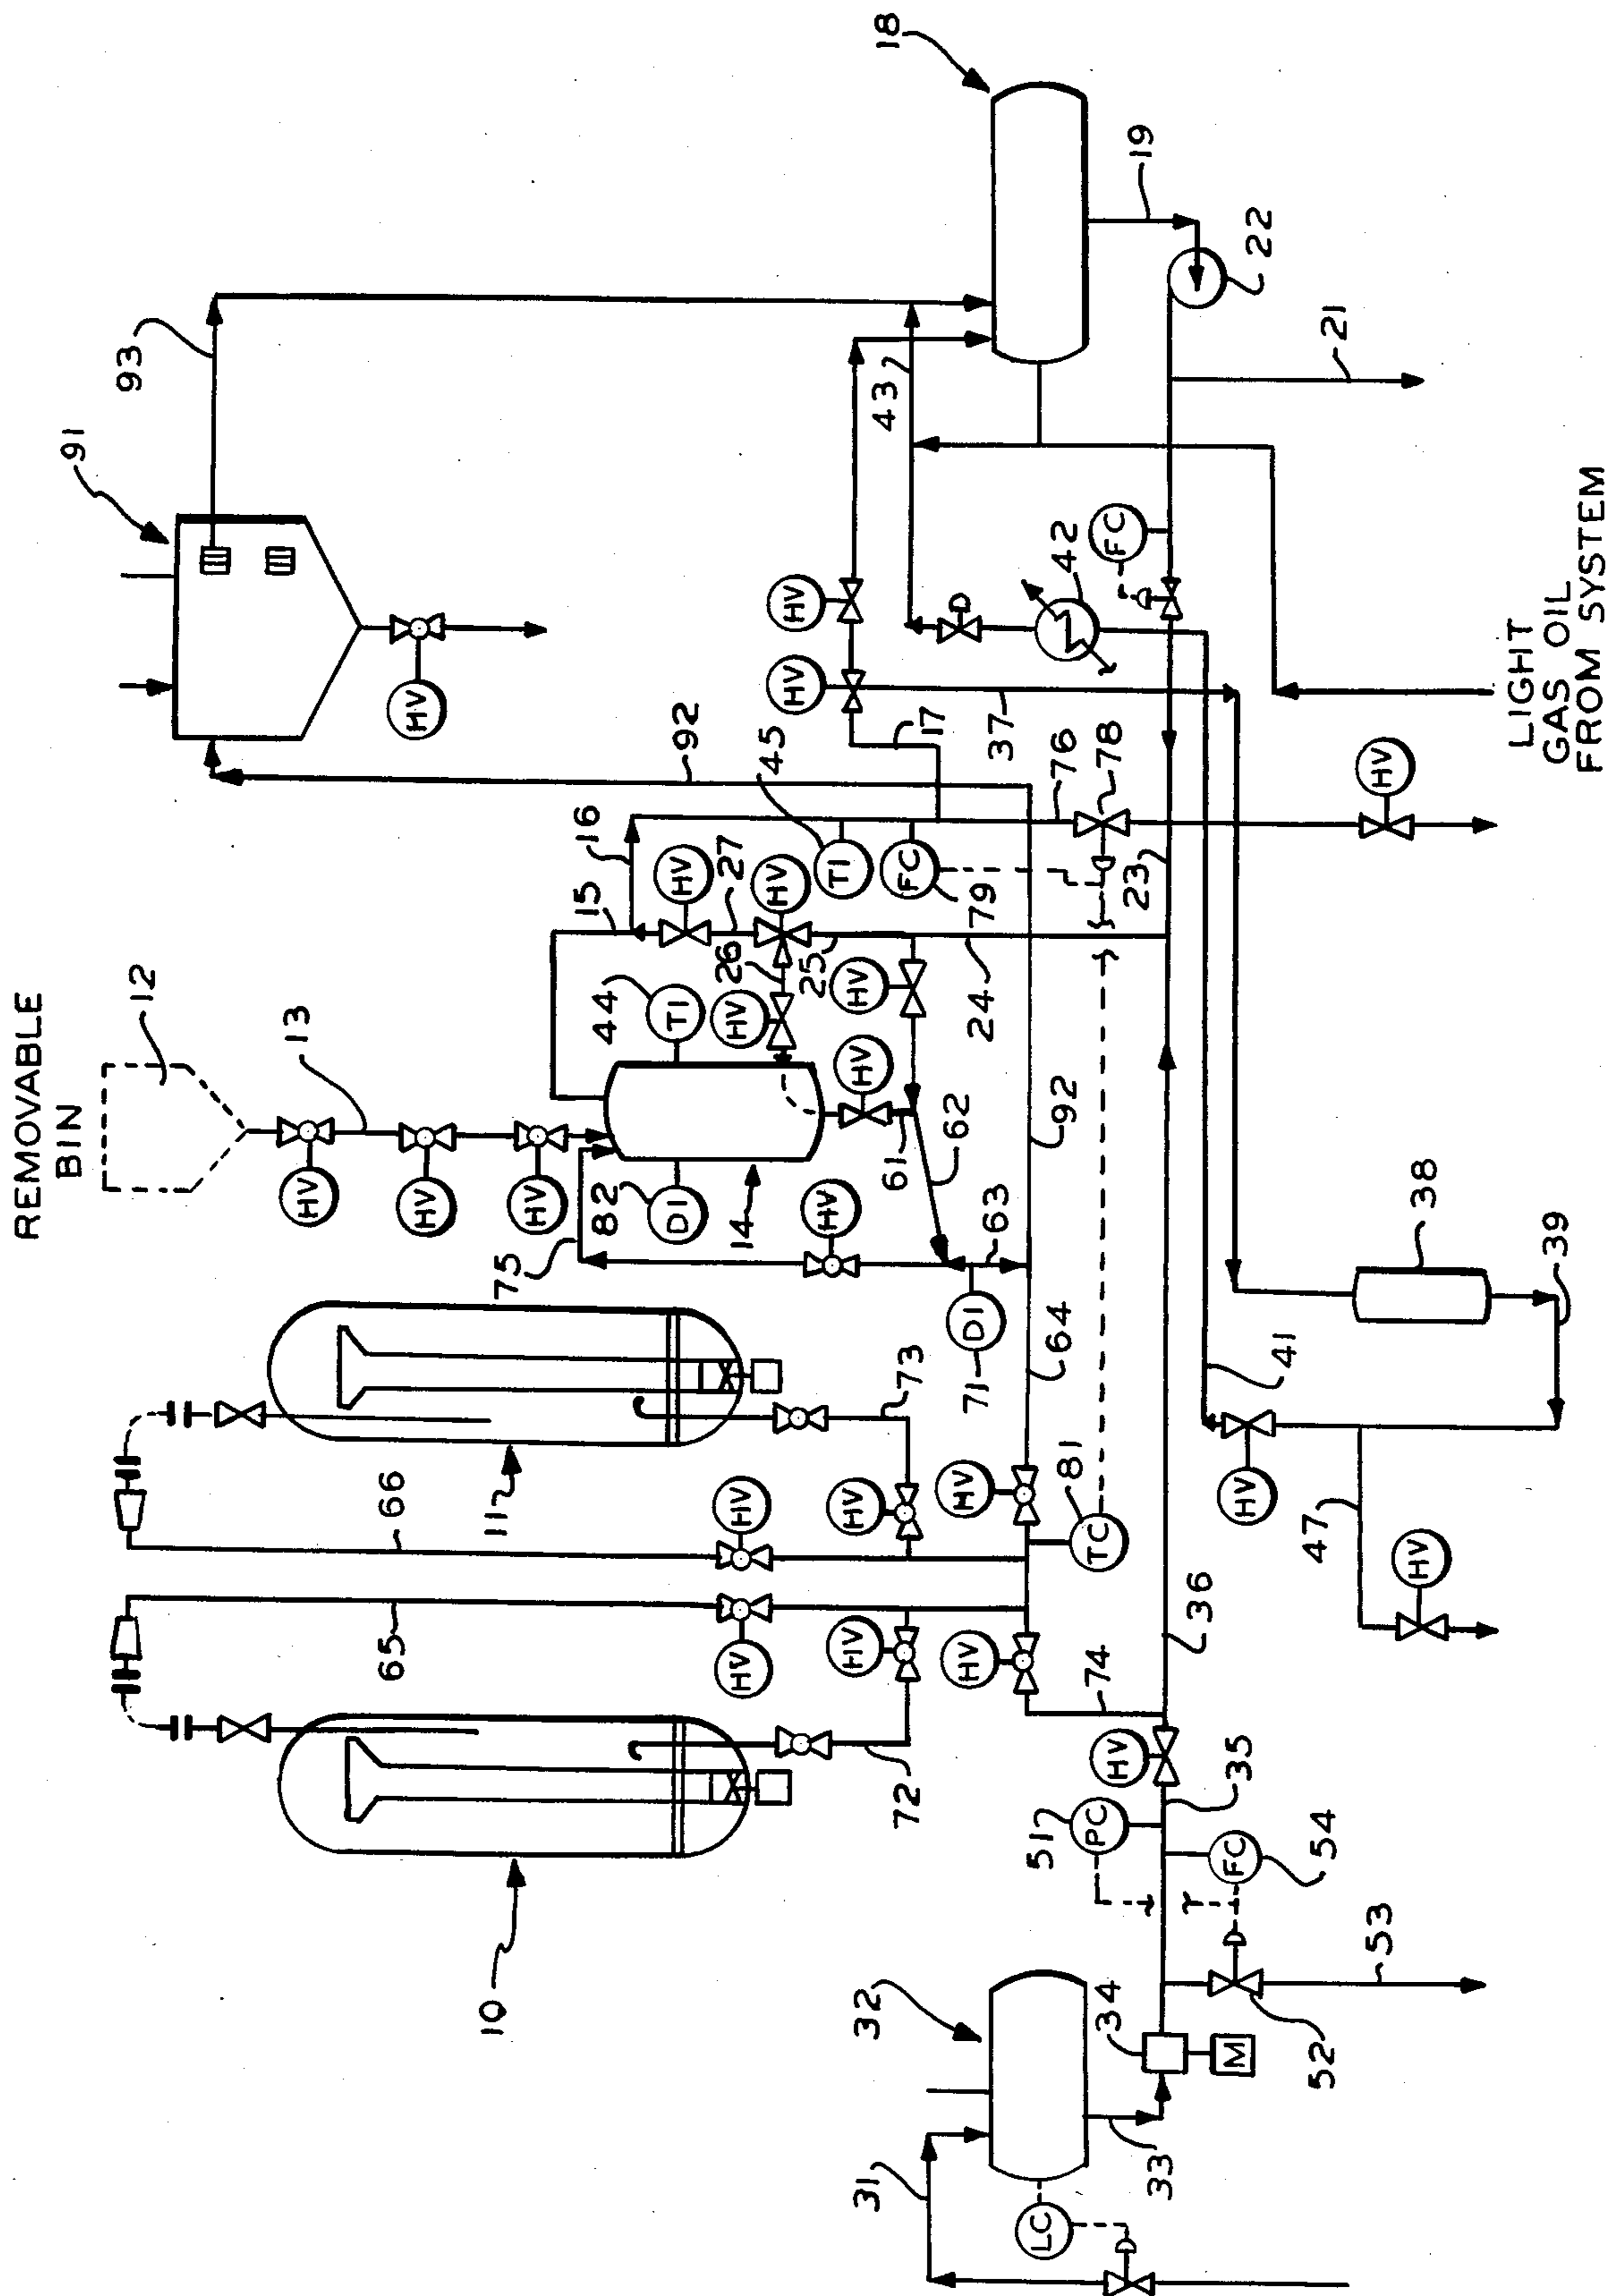 REMOVABLE
BIN
12
13
HV
HV
HV
75
82
DI
14
44
TI
15
16
HV
27
HV
26
HV
25
HV
HV
61
62
24
HV
63
DI
71
64
92
91
93
HV
92
45
TI
FC
79
76
78
17
HV
HV
37
43
42
FC
18
19
22
21
23
LIGHT
GAS OIL
FROM SYSTEM
HV
10
11
65
66
HV
HV
HV
HV
72
73
HV
HV
74
TC
81
36
41
38
39
HV
47
HV
HV
35
PC
51
FC
54
53
52
34
M
33
32
31
LC